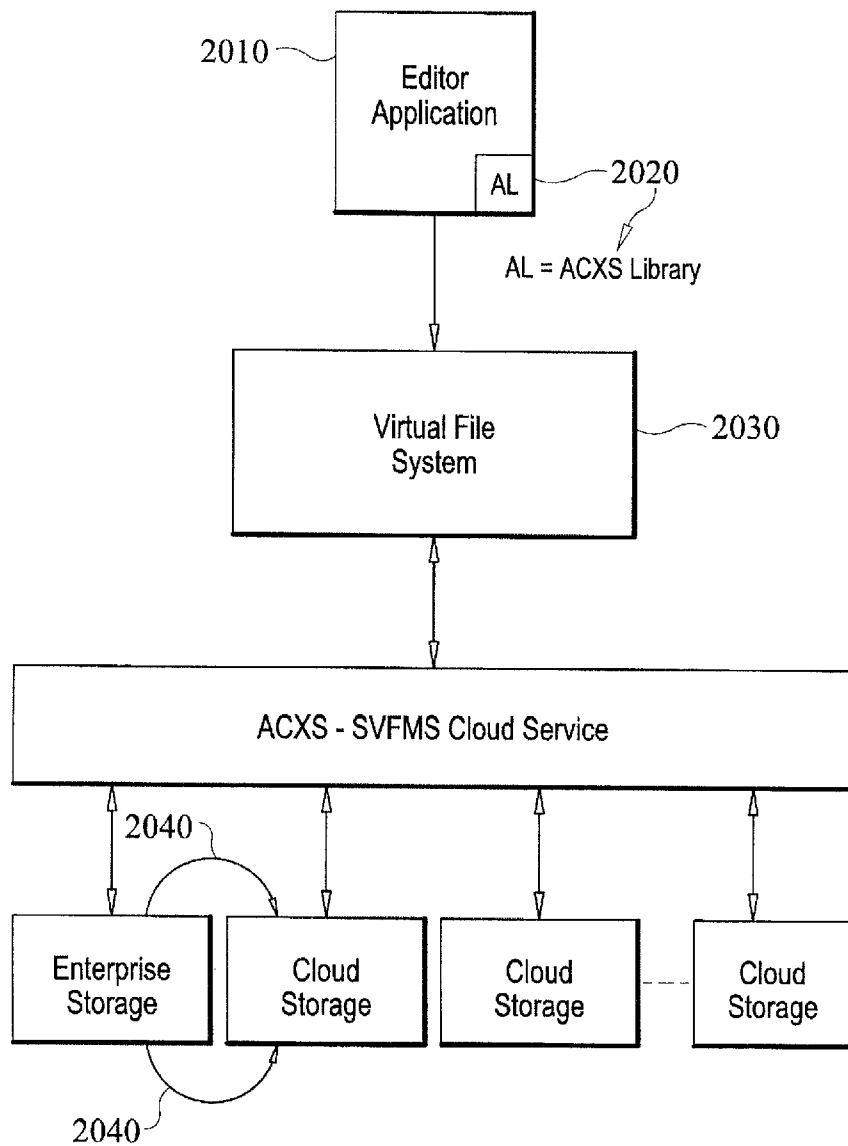 2010
Editor
Application
AL
2020
AL = ACXS Library
Virtual File
System
2030
ACXS - SVFMS Cloud Service
2040
Enterprise
Storage
Cloud
Storage
Cloud
Storage
Cloud
Storage
2040